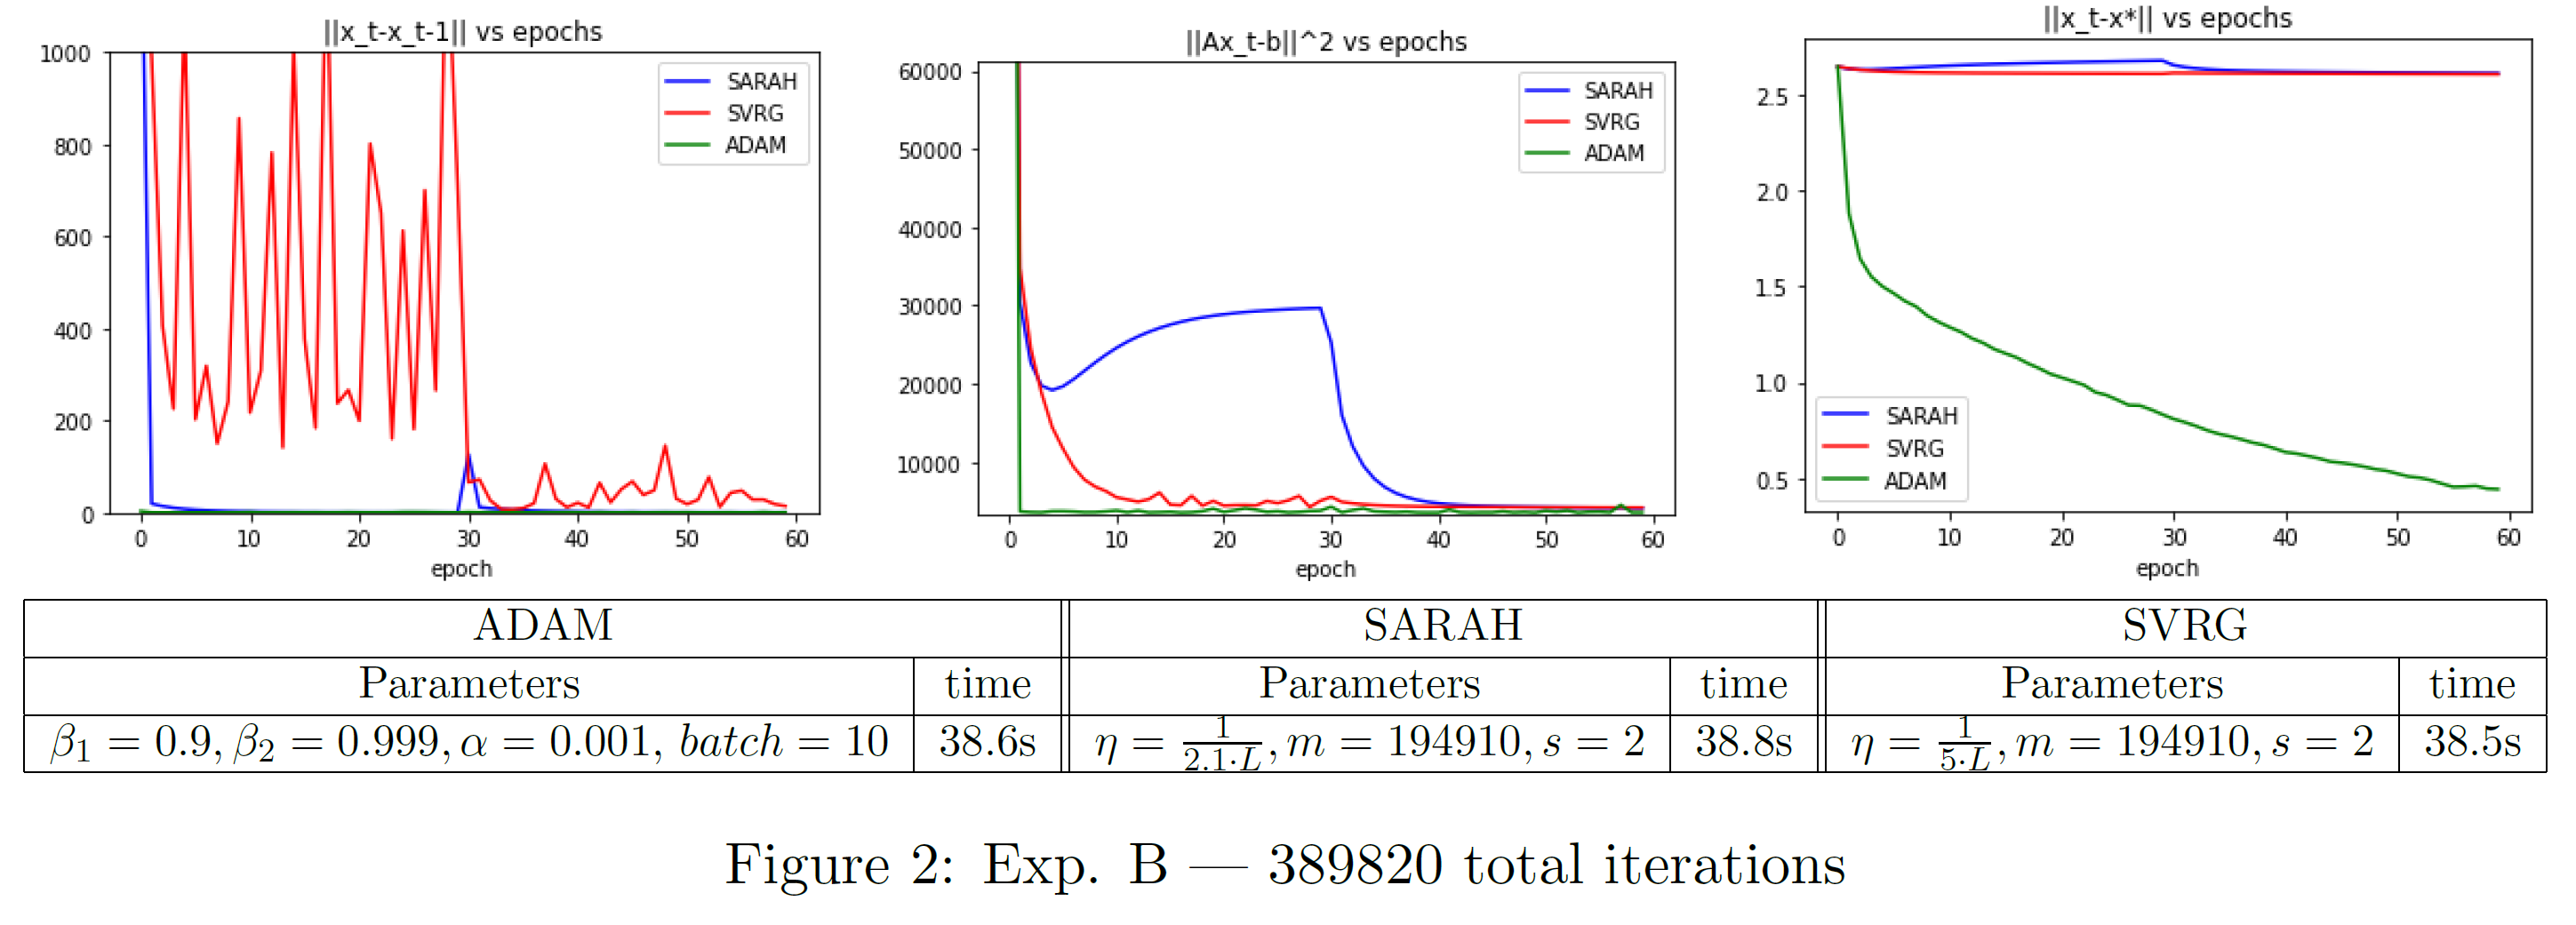 ||x_t-x_t-1|| vs epochs
1000
800
600
400
200
0
0 10 20 30 40 50 60
epoch
SARAH
SVRG
ADAM
||Ax_t-b||^2 vs epochs
60000
50000
40000
30000
20000
10000
0 10 20 30 40 50 60
epoch
SARAH
SVRG
ADAM
||x_t-x*|| vs epochs
2.5
2.0
1.5
1.0
0.5
0 10 20 30 40 50 60
epoch
SARAH
SVRG
ADAM
ADAM SARAH SVRG
Parameters time Parameters time Parameters time
β₁ = 0.9, β₂ = 0.999, α = 0.001, batch = 10 38.6s η = 1/(2.1·L), m = 194910, s = 2 38.8s η = 1/(5·L), m = 194910, s = 2 38.5s
Figure 2: Exp. B — 389820 total iterations